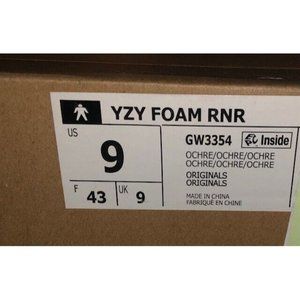 YZY FOAM RNR
US
9
F
43
UK
9
GW3354
Inside
OCHRE/OCHRE/OCHRE
OCHRE/OCHRE/OCHRE
ORIGINALS
ORIGINALS
MADE IN CHINA
FABRIQUÉ EN CHINE